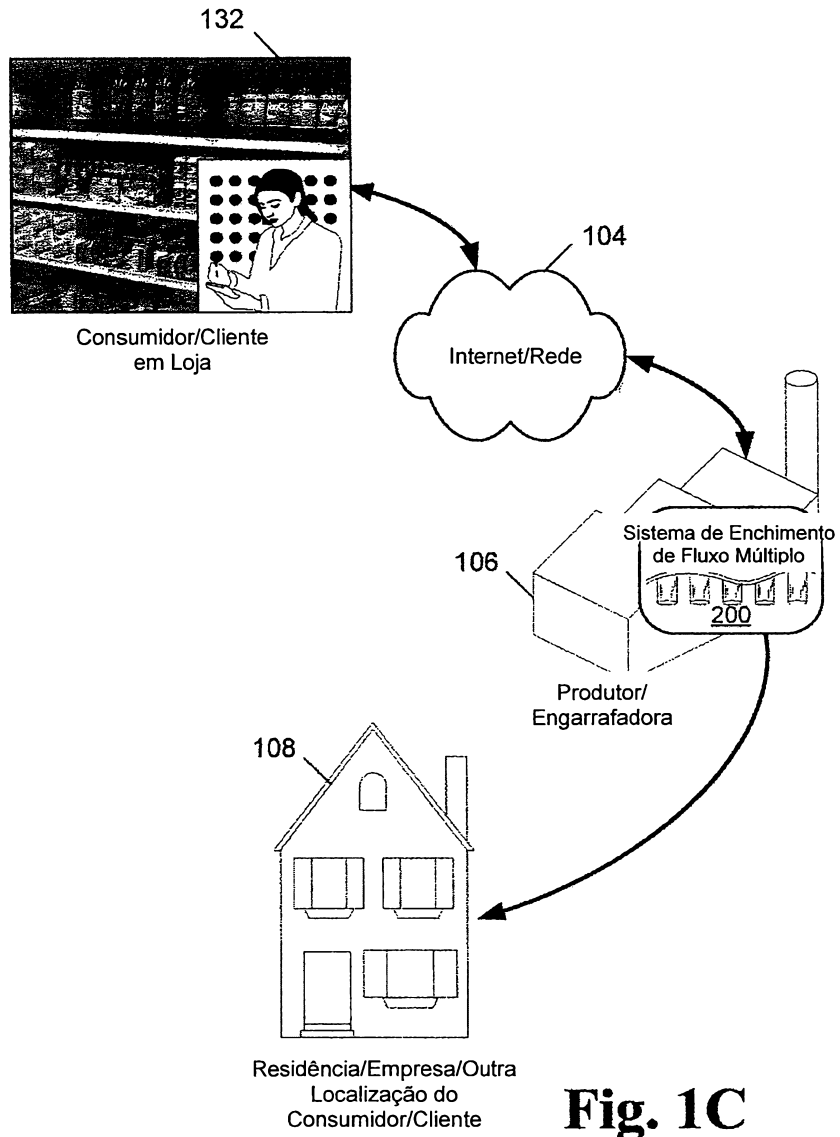 132
Consumidor/Cliente
em Loja
104
Internet/Rede
Sistema de Enchimento
de Fluxo Múltiplo
200
106
Produtor/
Engarrafadora
108
Residência/Empresa/Outra
Localização do
Consumidor/Cliente
Fig. 1C